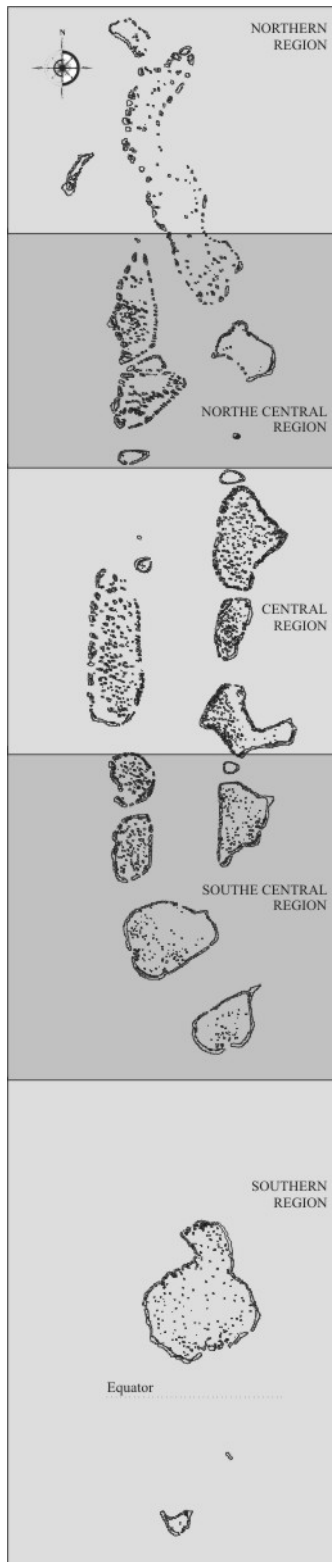 NORTHERN
REGION
N
NORTHE CENTRAL
REGION
CENTRAL
REGION
SOUTHE CENTRAL
REGION
SOUTHERN
REGION
Equator